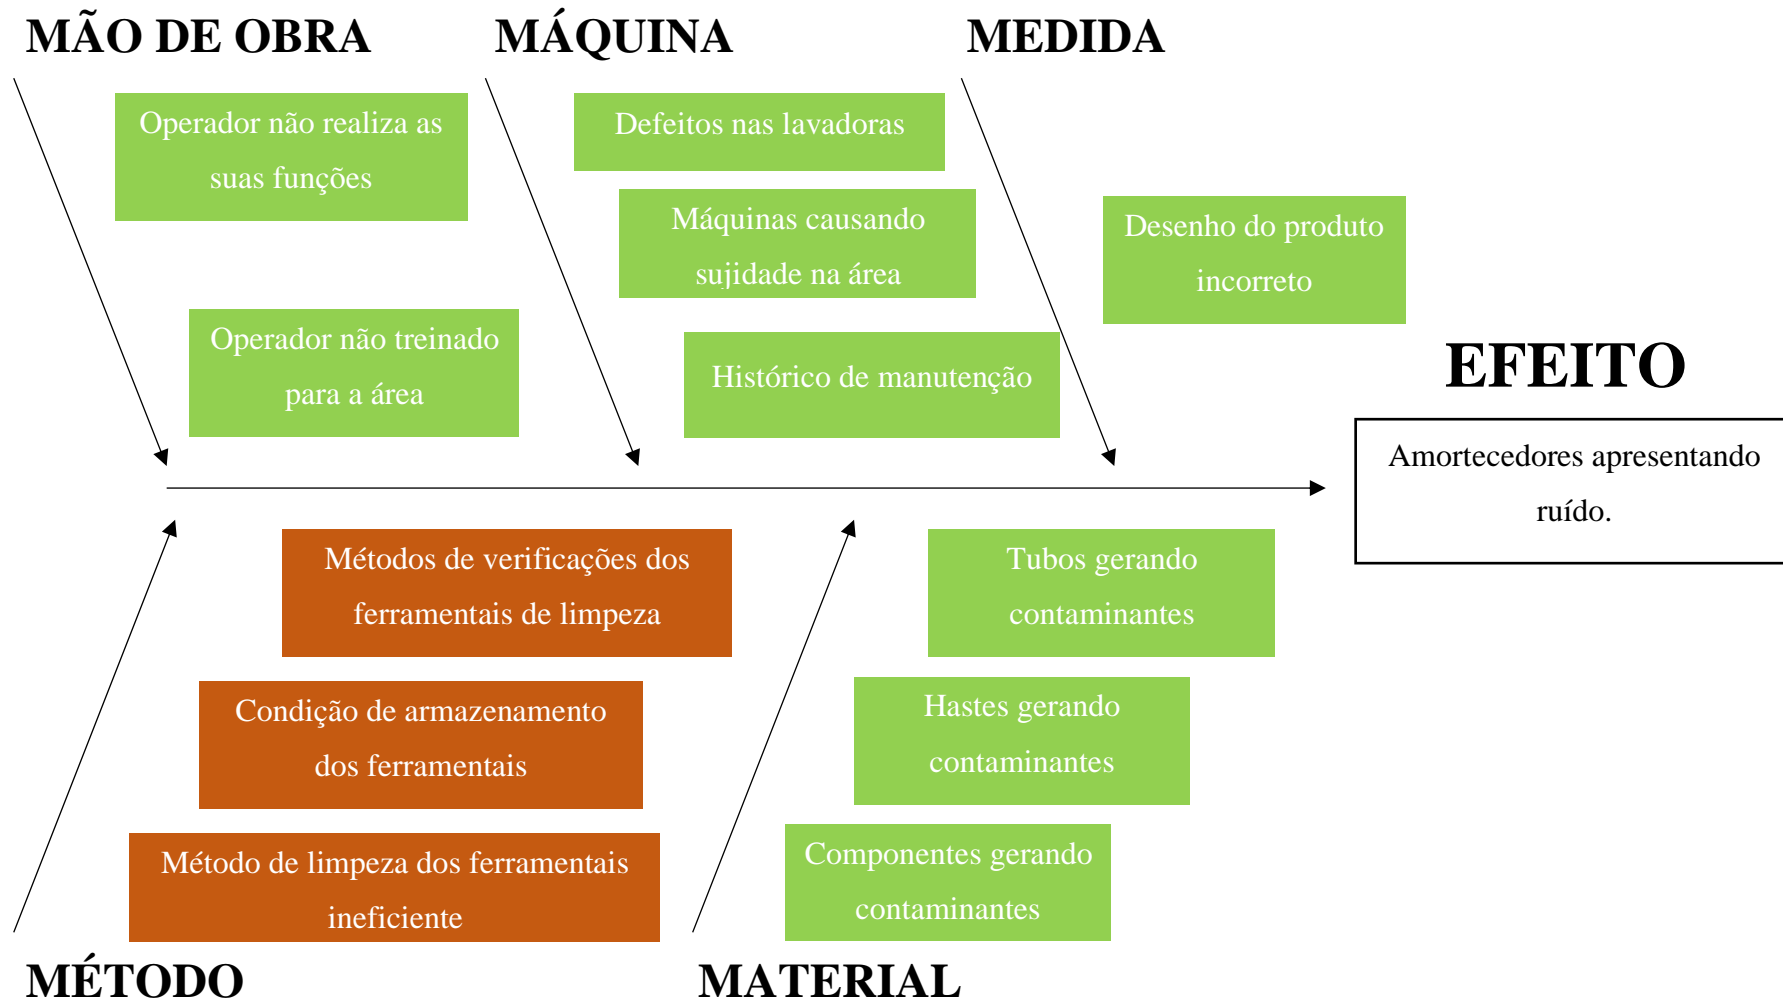 MÃO DE OBRA
MÁQUINA
MEDIDA
Operador não realiza as
suas funções
Operador não treinado
para a área
Defeitos nas lavadoras
Máquinas causando
sujidade na área
Histórico de manutenção
Desenho do produto
incorreto
EFEITO
Amortecedores apresentando
ruído.
Métodos de verificações dos
ferramentais de limpeza
Condição de armazenamento
dos ferramentais
Método de limpeza dos ferramentais
ineficiente
Tubos gerando
contaminantes
Hastes gerando
contaminantes
Componentes gerando
contaminantes
MÉTODO
MATERIAL